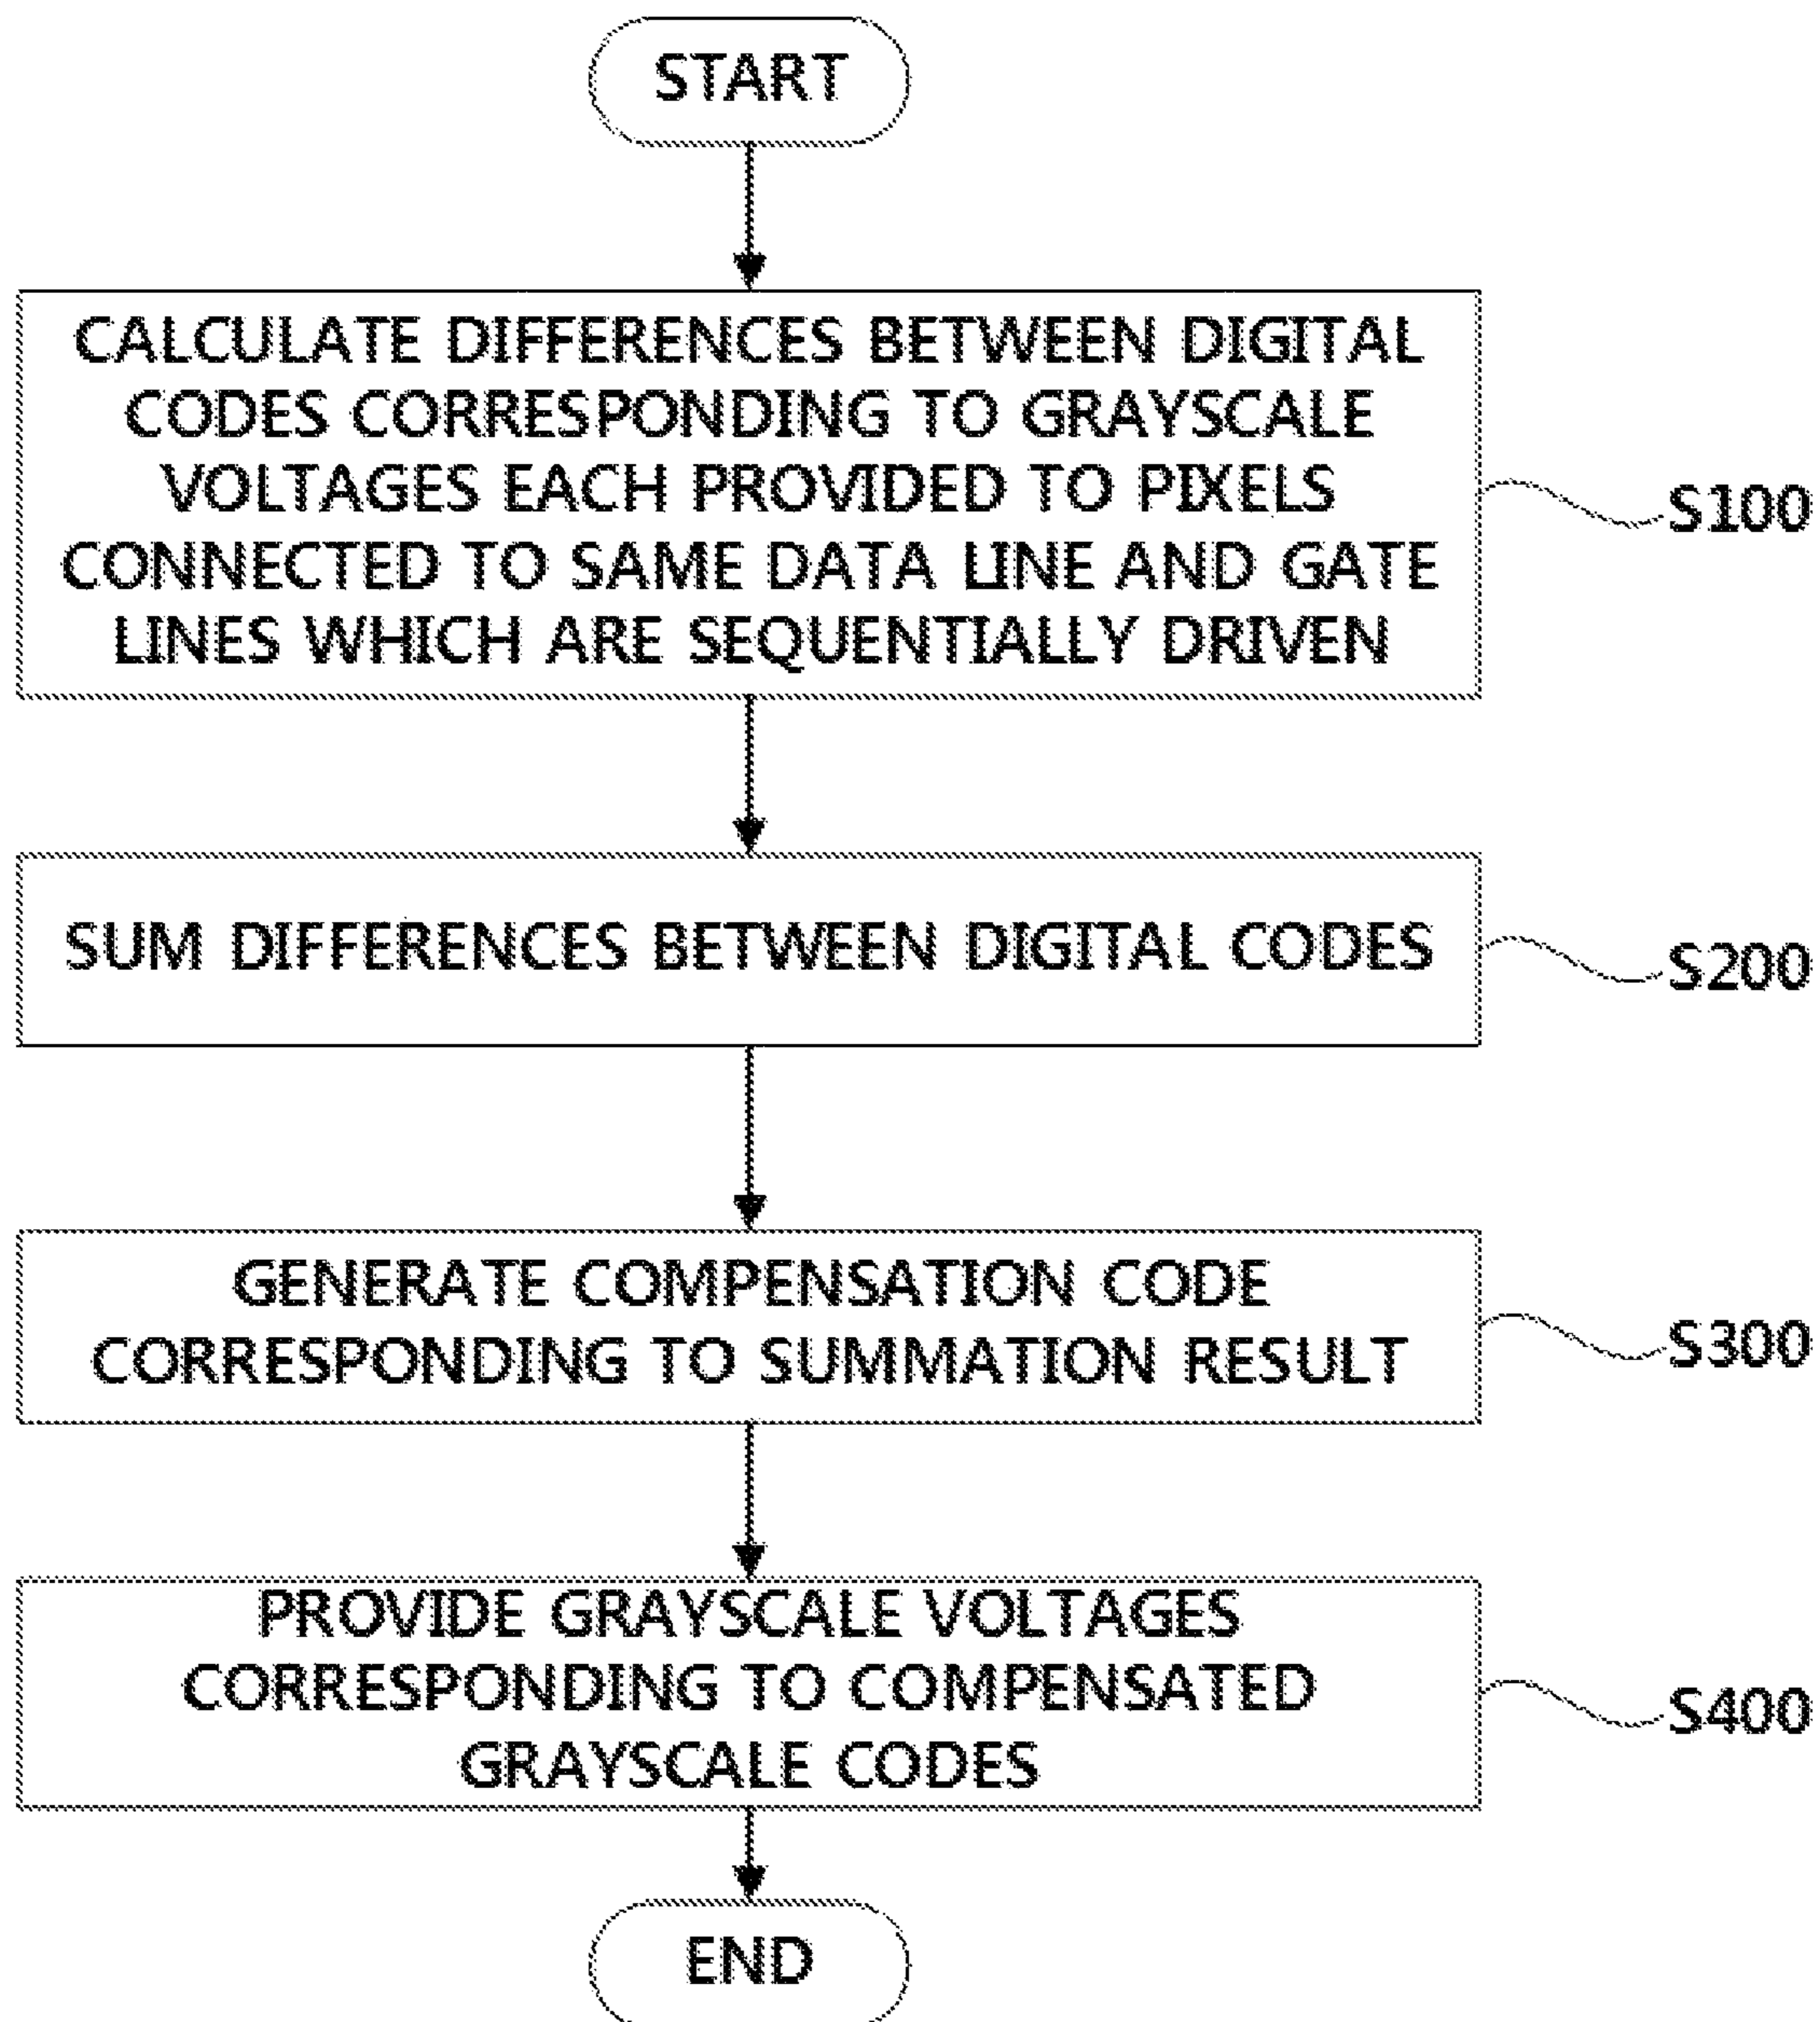 START
CALCULATE DIFFERENCES BETWEEN DIGITAL
CODES CORRESPONDING TO GRAYSCALE
VOLTAGES EACH PROVIDED TO PIXELS
CONNECTED TO SAME DATA LINE AND GATE
LINES WHICH ARE SEQUENTIALLY DRIVEN
S100
SUM DIFFERENCES BETWEEN DIGITAL CODES
S200
GENERATE COMPENSATION CODE
CORRESPONDING TO SUMMATION RESULT
S300
PROVIDE GRAYSCALE VOLTAGES
CORRESPONDING TO COMPENSATED
GRAYSCALE CODES
S400
END